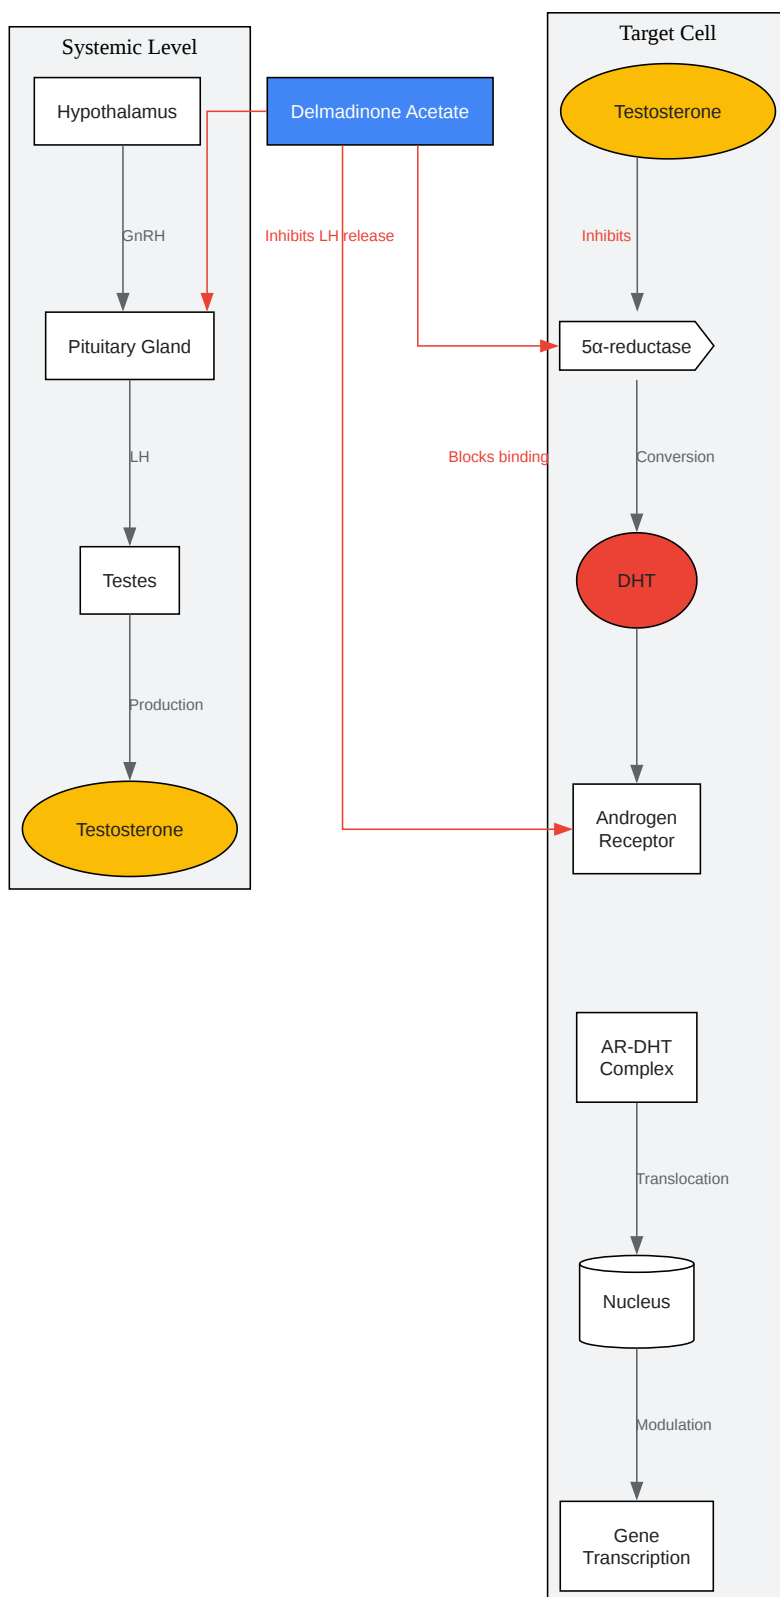 Systemic Level
Target Cell
Hypothalamus
Delmadinone Acetate
Testosterone
GnRH
Inhibits LH release
Inhibits
Pituitary Gland
5α-reductase
LH
Blocks binding
Conversion
Testes
DHT
Production
Testosterone
Androgen
Receptor
AR-DHT
Complex
Translocation
Nucleus
Modulation
Gene
Transcription